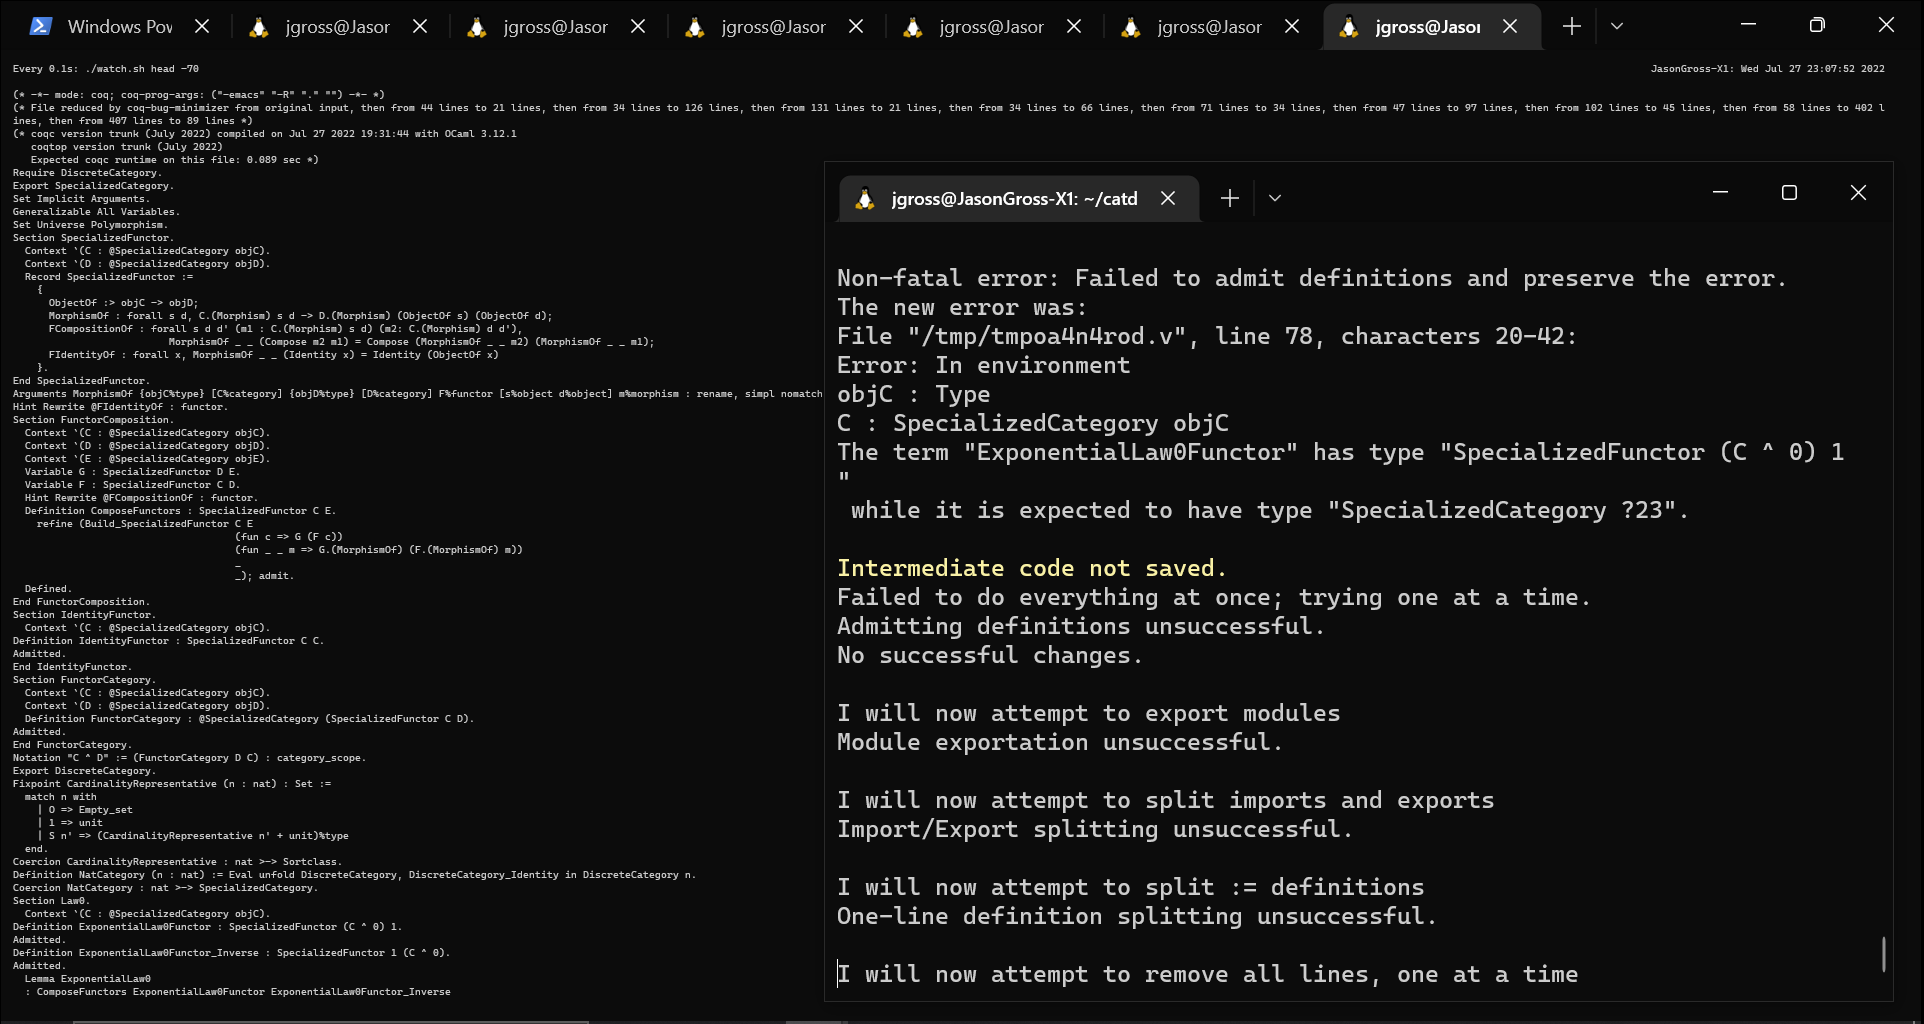 Windows Pov
jgross@Jasor
jgross@Jasor
jgross@Jasor
jgross@Jasor
jgross@Jasor
jgross@Jasor
Every 0.1s: ./watch.sh head -70
JasonGross-X1: Wed Jul 27 23:07:52 2022
(* -*- mode: coq; coq-prog-args: ("-emacs" "-R" "." "") -*- *)
(* File reduced by coq-bug-minimizer from original input, then from 44 lines to 21 lines, then from 34 lines to 126 lines, then from 131 lines to 21 lines, then from 34 lines to 66 lines, then from 71 lines to 34 lines, then from 47 lines to 97 lines, then from 102 lines to 45 lines, then from 58 lines to 402 l
ines, then from 407 lines to 89 lines *)
(* coqc version trunk (July 2022) compiled on Jul 27 2022 19:31:44 with OCaml 3.12.1
   coqtop version trunk (July 2022)
   Expected coqc runtime on this file: 0.089 sec *)
Require DiscreteCategory.
Export SpecializedCategory.
Set Implicit Arguments.
Generalizable All Variables.
Set Universe Polymorphism.
Section SpecializedFunctor.
  Context `(C : @SpecializedCategory objC).
  Context `(D : @SpecializedCategory objD).
  Record SpecializedFunctor :=
    {
      ObjectOf :> objC -> objD;
      MorphismOf : forall s d, C.(Morphism) s d -> D.(Morphism) (ObjectOf s) (ObjectOf d);
      FCompositionOf : forall s d d' (m1 : C.(Morphism) s d) (m2: C.(Morphism) d d'),
                          MorphismOf _ _ (Compose m2 m1) = Compose (MorphismOf _ _ m2) (MorphismOf _ _ m1);
      FIdentityOf : forall x, MorphismOf _ _ (Identity x) = Identity (ObjectOf x)
    }.
End SpecializedFunctor.
Arguments MorphismOf {objC%type} [C%category] {objD%type} [D%category] F%functor [s%object d%object] m%morphism : rename, simpl nomatch
Hint Rewrite @FIdentityOf : functor.
Section FunctorComposition.
  Context `(C : @SpecializedCategory objC).
  Context `(D : @SpecializedCategory objD).
  Context `(E : @SpecializedCategory objE).
  Variable G : SpecializedFunctor D E.
  Variable F : SpecializedFunctor C D.
  Hint Rewrite @FCompositionOf : functor.
  Definition ComposeFunctors : SpecializedFunctor C E.
    refine (Build_SpecializedFunctor C E
                                     (fun c => G (F c))
                                     (fun _ _ m => G.(MorphismOf) (F.(MorphismOf) m))
                                     _
                                     _); admit.
  Defined.
End FunctorComposition.
Section IdentityFunctor.
  Context `(C : @SpecializedCategory objC).
Definition IdentityFunctor : SpecializedFunctor C C.
Admitted.
End IdentityFunctor.
Section FunctorCategory.
  Context `(C : @SpecializedCategory objC).
  Context `(D : @SpecializedCategory objD).
  Definition FunctorCategory : @SpecializedCategory (SpecializedFunctor C D).
Admitted.
End FunctorCategory.
Notation "C ^ D" := (FunctorCategory D C) : category_scope.
Export DiscreteCategory.
Fixpoint CardinalityRepresentative (n : nat) : Set :=
  match n with
    | O => Empty_set
    | 1 => unit
    | S n' => (CardinalityRepresentative n' + unit)%type
  end.
Coercion CardinalityRepresentative : nat >-> Sortclass.
Definition NatCategory (n : nat) := Eval unfold DiscreteCategory, DiscreteCategory_Identity in DiscreteCategory n.
Coercion NatCategory : nat >-> SpecializedCategory.
Section Law0.
  Context `(C : @SpecializedCategory objC).
Definition ExponentialLaw0Functor : SpecializedFunctor (C ^ 0) 1.
Admitted.
Definition ExponentialLaw0Functor_Inverse : SpecializedFunctor 1 (C ^ 0).
Admitted.
  Lemma ExponentialLaw0
  : ComposeFunctors ExponentialLaw0Functor ExponentialLaw0Functor_Inverse
jgross@JasonGross-X1: ~/catd
Non-fatal error: Failed to admit definitions and preserve the error.
The new error was:
File "/tmp/tmpoa4n4rod.v", line 78, characters 20-42:
Error: In environment
objC : Type
C : SpecializedCategory objC
The term "ExponentialLaw0Functor" has type "SpecializedFunctor (C ^ 0) 1
"
 while it is expected to have type "SpecializedCategory ?23".
Intermediate code not saved.
Failed to do everything at once; trying one at a time.
Admitting definitions unsuccessful.
No successful changes.
I will now attempt to export modules
Module exportation unsuccessful.
I will now attempt to split imports and exports
Import/Export splitting unsuccessful.
I will now attempt to split := definitions
One-line definition splitting unsuccessful.
I will now attempt to remove all lines, one at a time